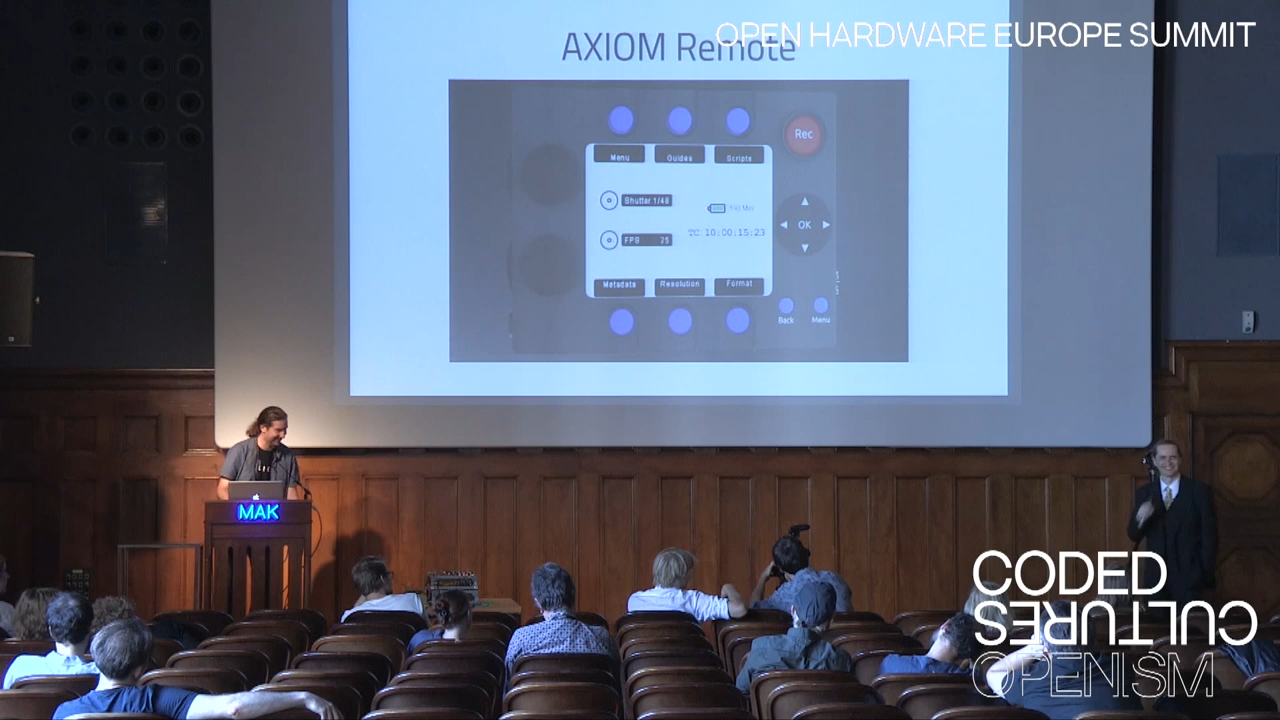 OPEN HARDWARE EUROPE SUMMIT
AXIOM Remote
Rec
Menu Guides Scripts
Shutter 1/48
OK
TC: 10:00:15:23
FPS 25
Metadata Resolution Format
Back Menu
MAK
CODED
CULTURES
OPENISM